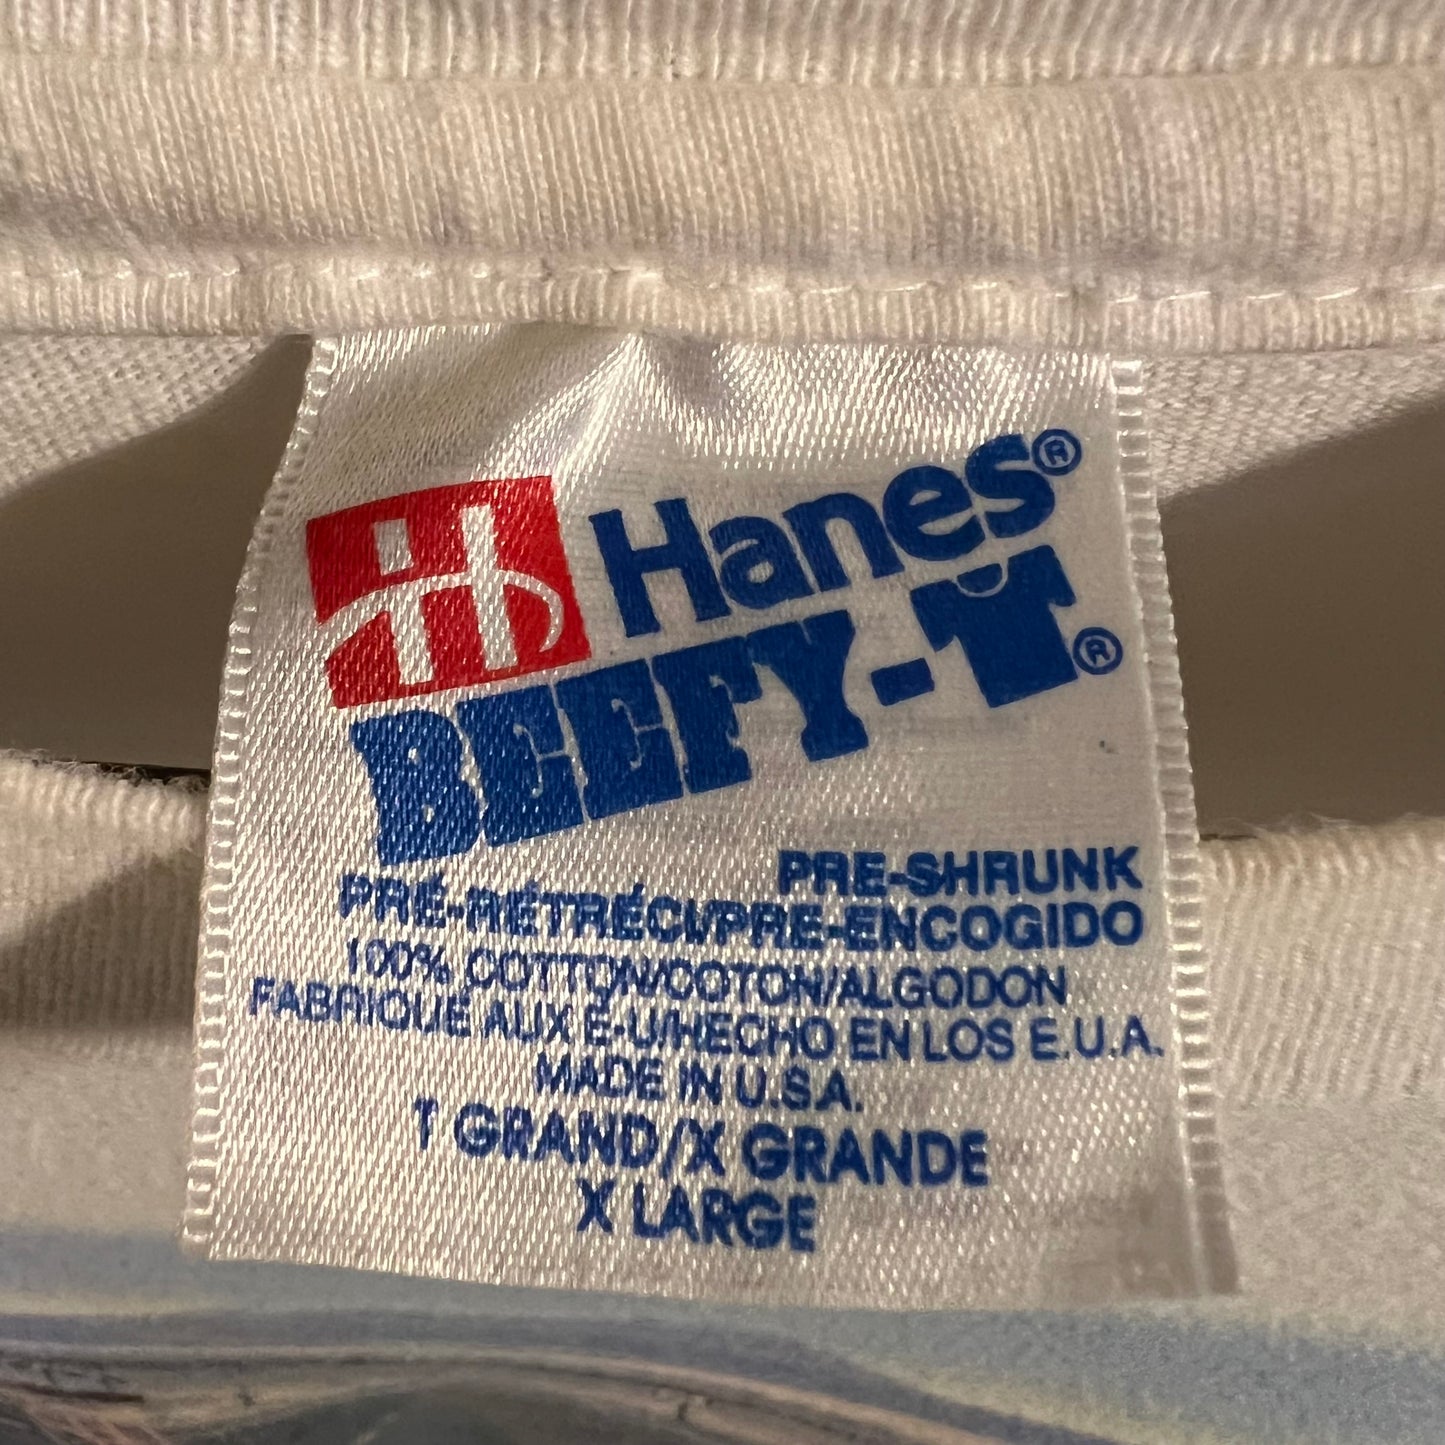 Hanes®
BEEFY-T®
PRE-SHRUNK
PRÉ-RÉTRÉCI/PRE-ENCOGIDO
100% COTTON/COTON/ALGODON
FABRIQUÉ AUX É-U/HECHO EN LOS E.U.A.
MADE IN U.S.A.
T GRAND/X GRANDE
X LARGE